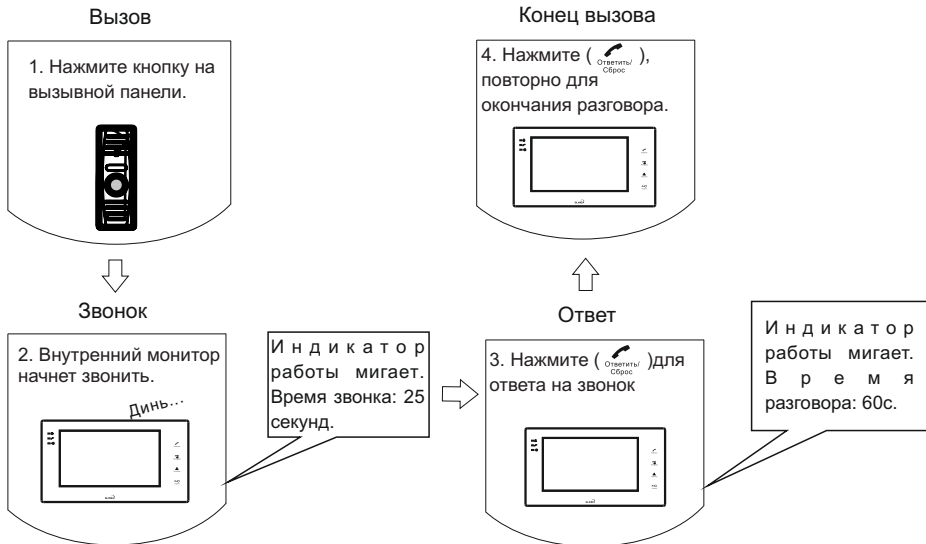 Вызов
1. Нажмите кнопку на
вызывной панели.
Звонок
2. Внутренний монитор
начнет звонить.
Динь...
Индикатор
работы мигает.
Время звонка: 25
секунд.
Ответ
3. Нажмите ( Ответить/
Сброс )для
ответа на звонок
Индикатор
работы мигает.
Время
разговора: 60с.
Конец вызова
4. Нажмите ( Ответить/
Сброс ),
повторно для
окончания разговора.